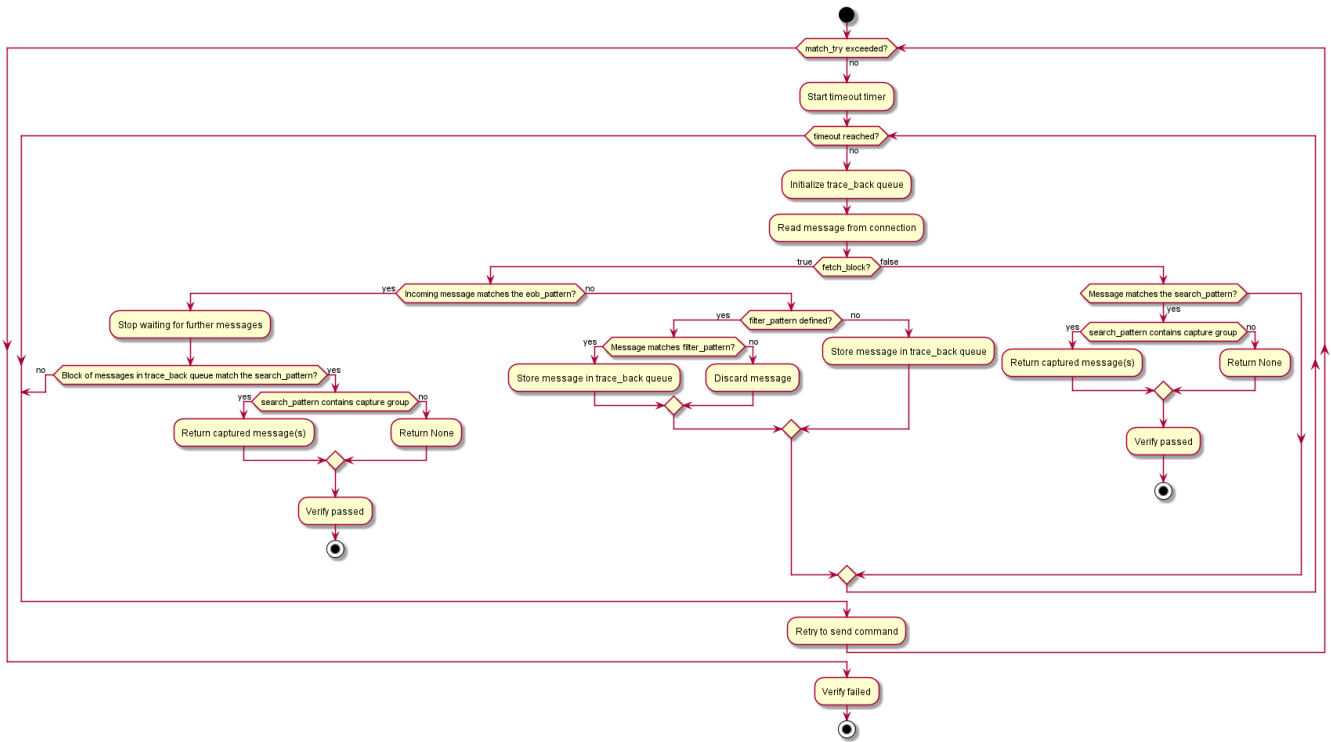 match_try exceeded?
no
Start timeout timer
timeout reached?
no
Initialize trace_back queue
Read message from connection
true
fetch_block?
false
yes
Incoming message matches the eob_pattern?
no
Message matches the search_pattern?
yes
Stop waiting for further messages
yes
filter_pattern defined?
no
yes
search_pattern contains capture group
no
yes
Message matches filter_pattern?
no
Store message in trace_back queue
Return captured message(s)
Return None
no
Block of messages in trace_back queue match the search_pattern?
yes
Store message in trace_back queue
Discard message
yes
search_pattern contains capture group
no
Return captured message(s)
Return None
Verify passed
Verify passed
Retry to send command
Verify failed